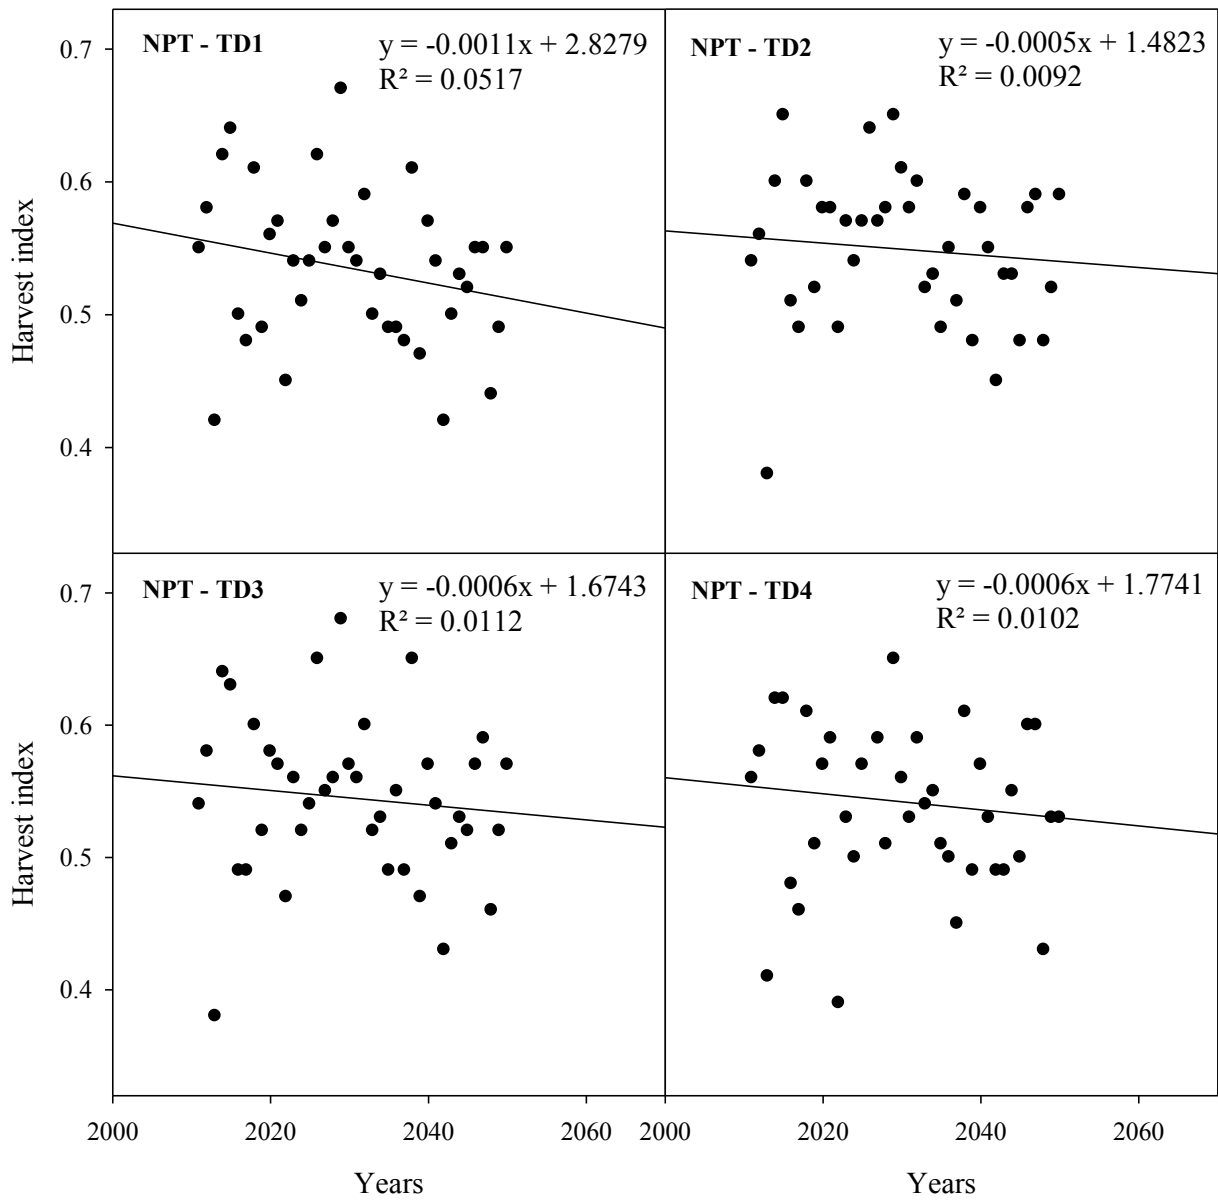 NPT - TD1
y = -0.0011x + 2.8279
R² = 0.0517
NPT - TD2
y = -0.0005x + 1.4823
R² = 0.0092
0.7
0.6
0.5
0.4
Harvest index
NPT - TD3
y = -0.0006x + 1.6743
R² = 0.0112
NPT - TD4
y = -0.0006x + 1.7741
R² = 0.0102
0.7
0.6
0.5
0.4
Harvest index
2000 2020 2040 2060 2000 2020 2040 2060
Years Years